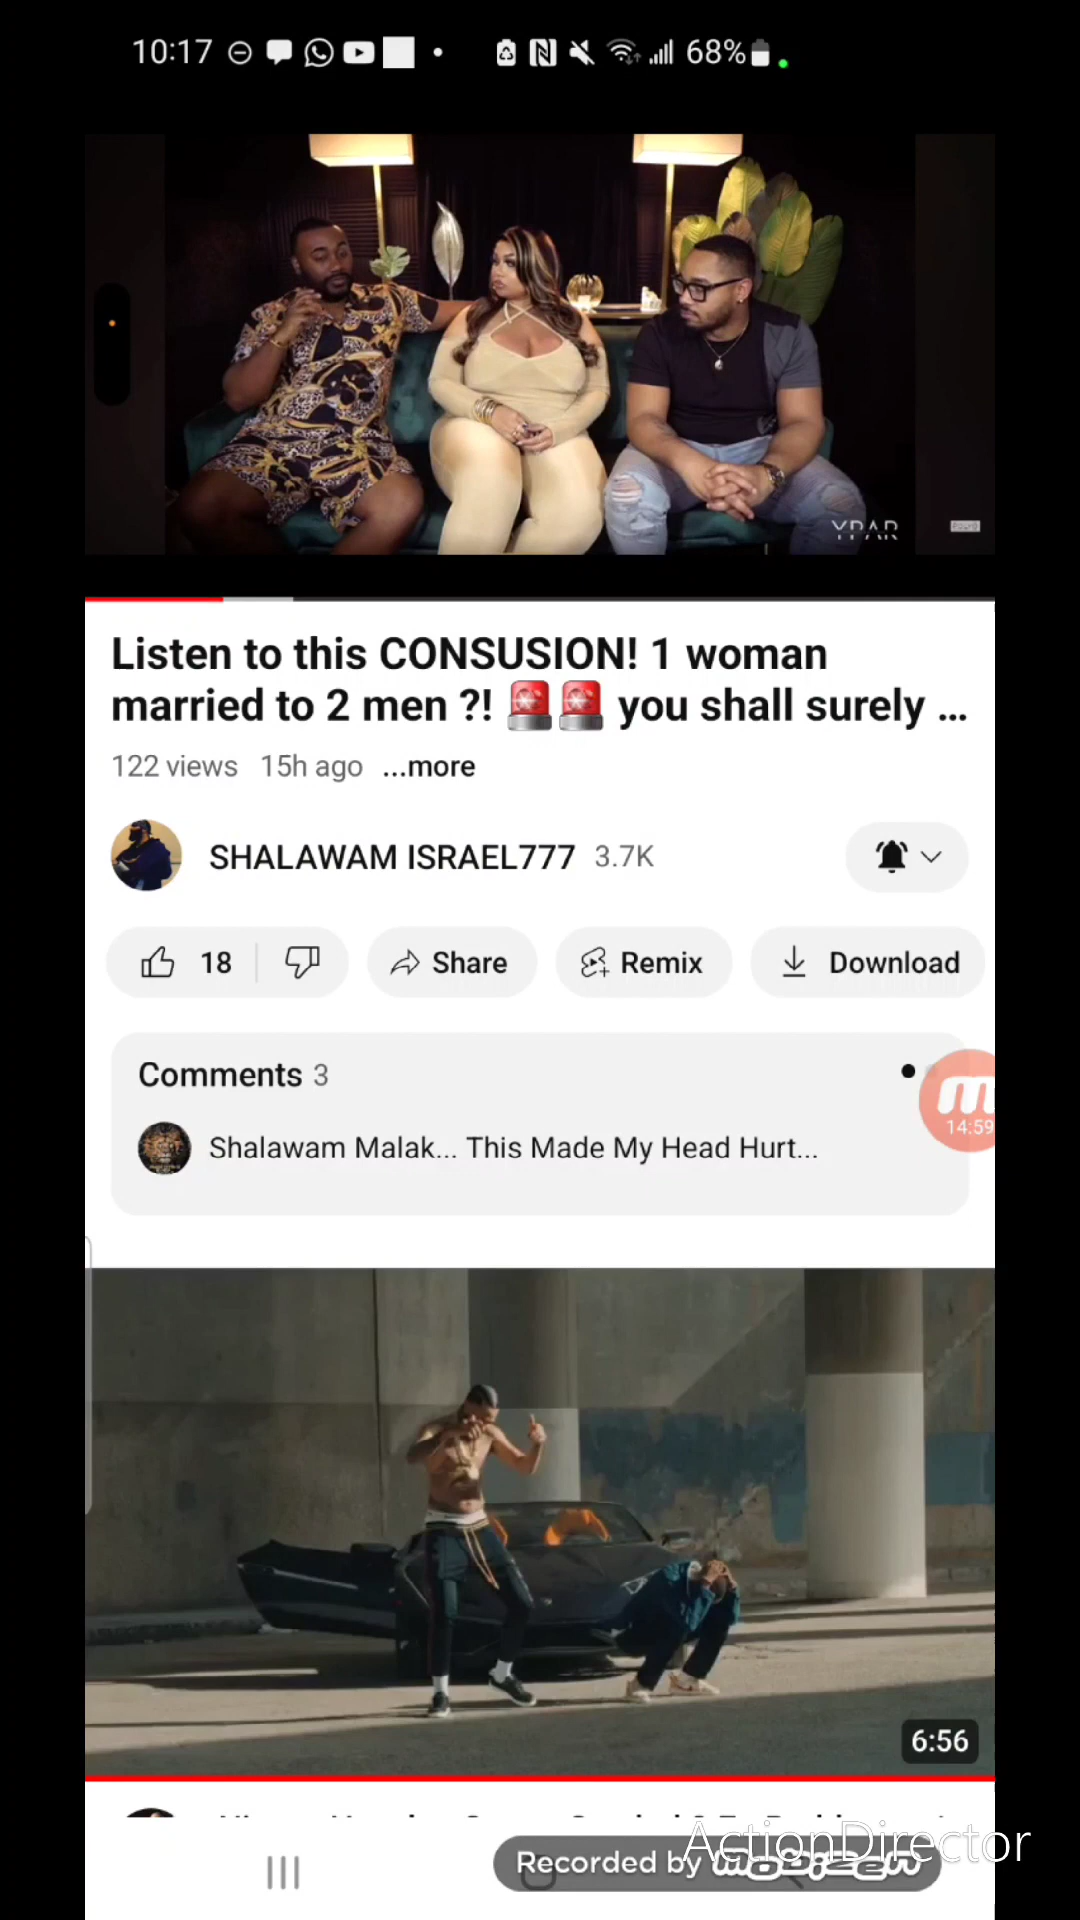 10:17
68%
YPAR
Listen to this CONSUSION! 1 woman
married to 2 men ?! 🚨🚨 you shall surely ...
122 views 15h ago ...more
SHALAWAM ISRAEL777 3.7K
18 Share Remix Download
Comments 3
14:59
Shalawam Malak... This Made My Head Hurt...
6:56
ActionDirector
Recorded by MOBIZEN